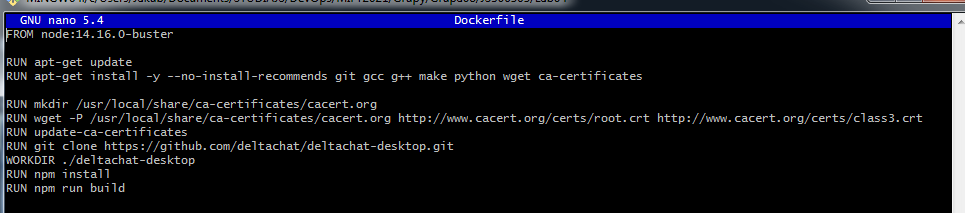 GNU nano 5.4 Dockerfile
FROM node:14.16.0-buster
RUN apt-get update
RUN apt-get install -y --no-install-recommends git gcc g++ make python wget ca-certificates
RUN mkdir /usr/local/share/ca-certificates/cacert.org
RUN wget -P /usr/local/share/ca-certificates/cacert.org http://www.cacert.org/certs/root.crt http://www.cacert.org/certs/class3.crt
RUN update-ca-certificates
RUN git clone https://github.com/deltachat/deltachat-desktop.git
WORKDIR ./deltachat-desktop
RUN npm install
RUN npm run build